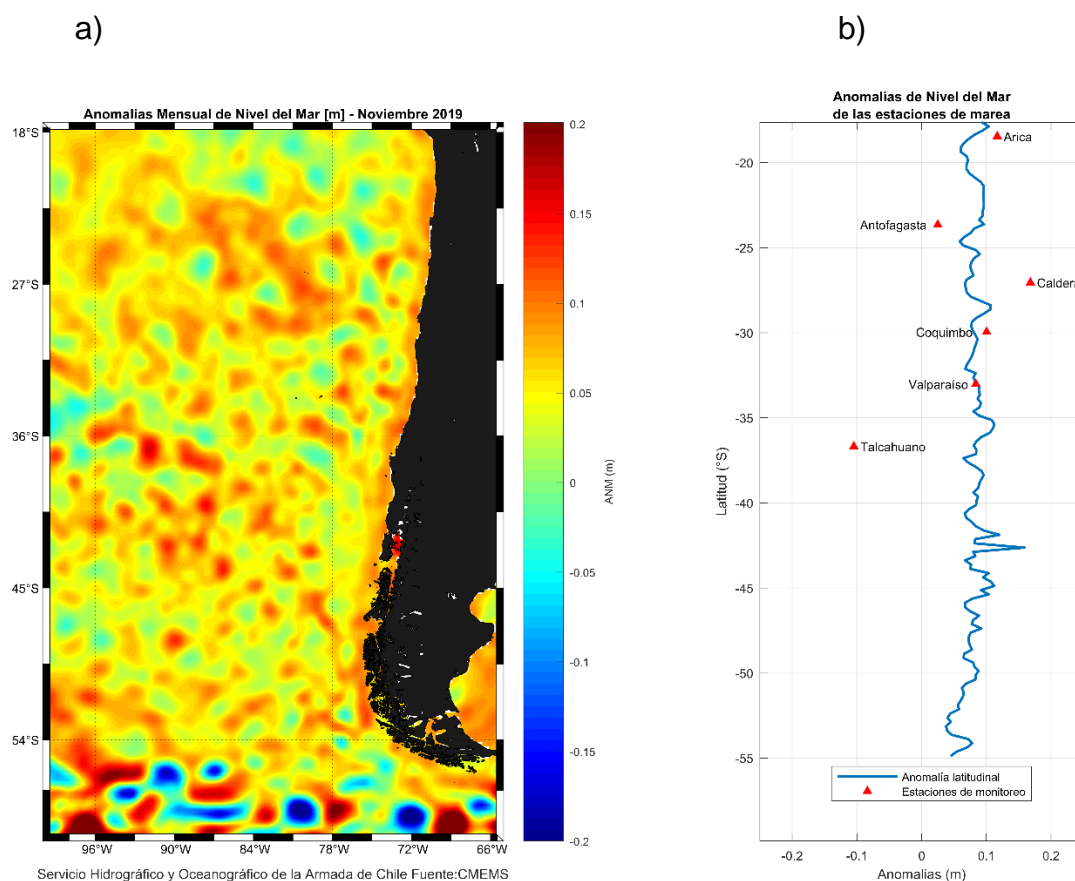 a)
b)
Anomalias Mensual de Nivel del Mar [m] - Noviembre 2019
18°S
27°S
36°S
45°S
54°S
96°W 90°W 84°W 78°W 72°W 66°W
0.2
0.15
0.1
0.05
0
-0.05
-0.1
-0.15
-0.2
ANM (m)
Servicio Hidrográfico y Oceanográfico de la Armada de Chile Fuente:CMEMS
Anomalías de Nivel del Mar
de las estaciones de marea
-20
-25
-30
-35
-40
-45
-50
-55
Latitud (°S)
Arica
Antofagasta
Caldera
Coquimbo
Valparaíso
Talcahuano
Anomalía latitudinal
Estaciones de monitoreo
-0.2 -0.1 0 0.1 0.2
Anomalías (m)